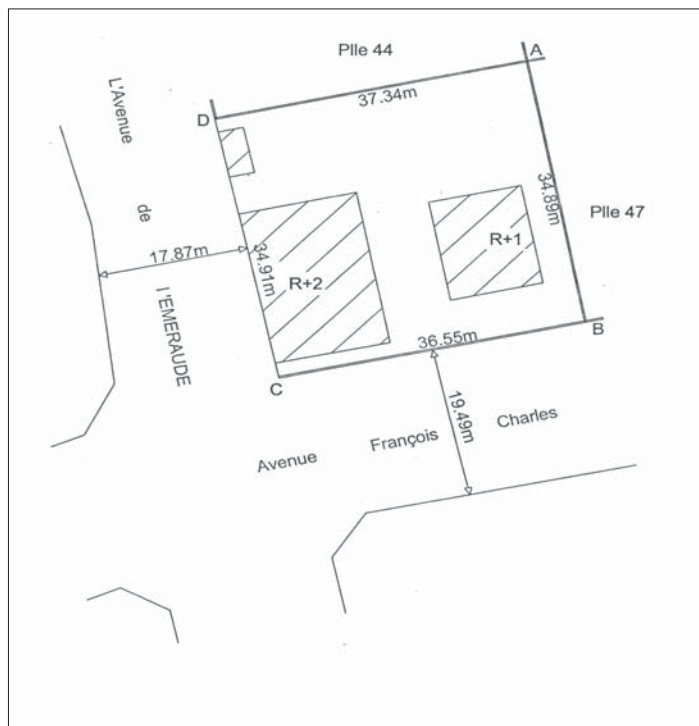 Plle 44
A
37.34m
D
L'Avenue
de
l'EMERAUDE
17.87m
34.91m
R+2
R+1
34.89m
Plle 47
B
36.55m
C
19.49m
Avenue François Charles